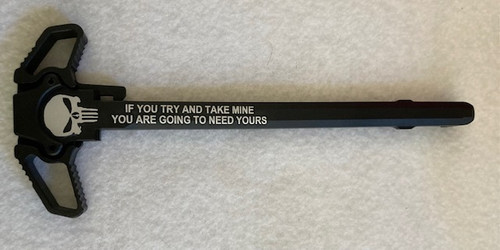 IF YOU TRY AND TAKE MINE
YOU ARE GOING TO NEED YOURS